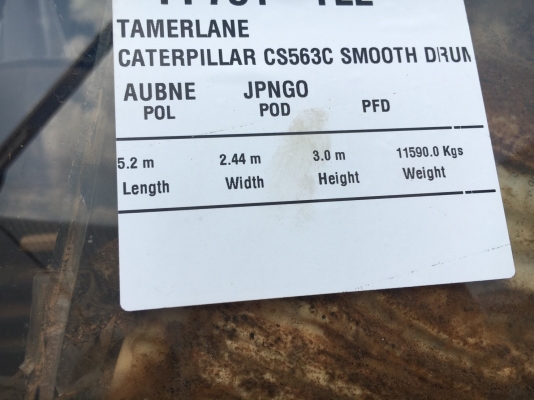 TAMERLANE
CATERPILLAR CS563C SMOOTH DRUM
AUBNE JPNGO
POL POD PFD
5.2 m 2.44 m 3.0 m 11590.0 Kgs
Length Width Height Weight